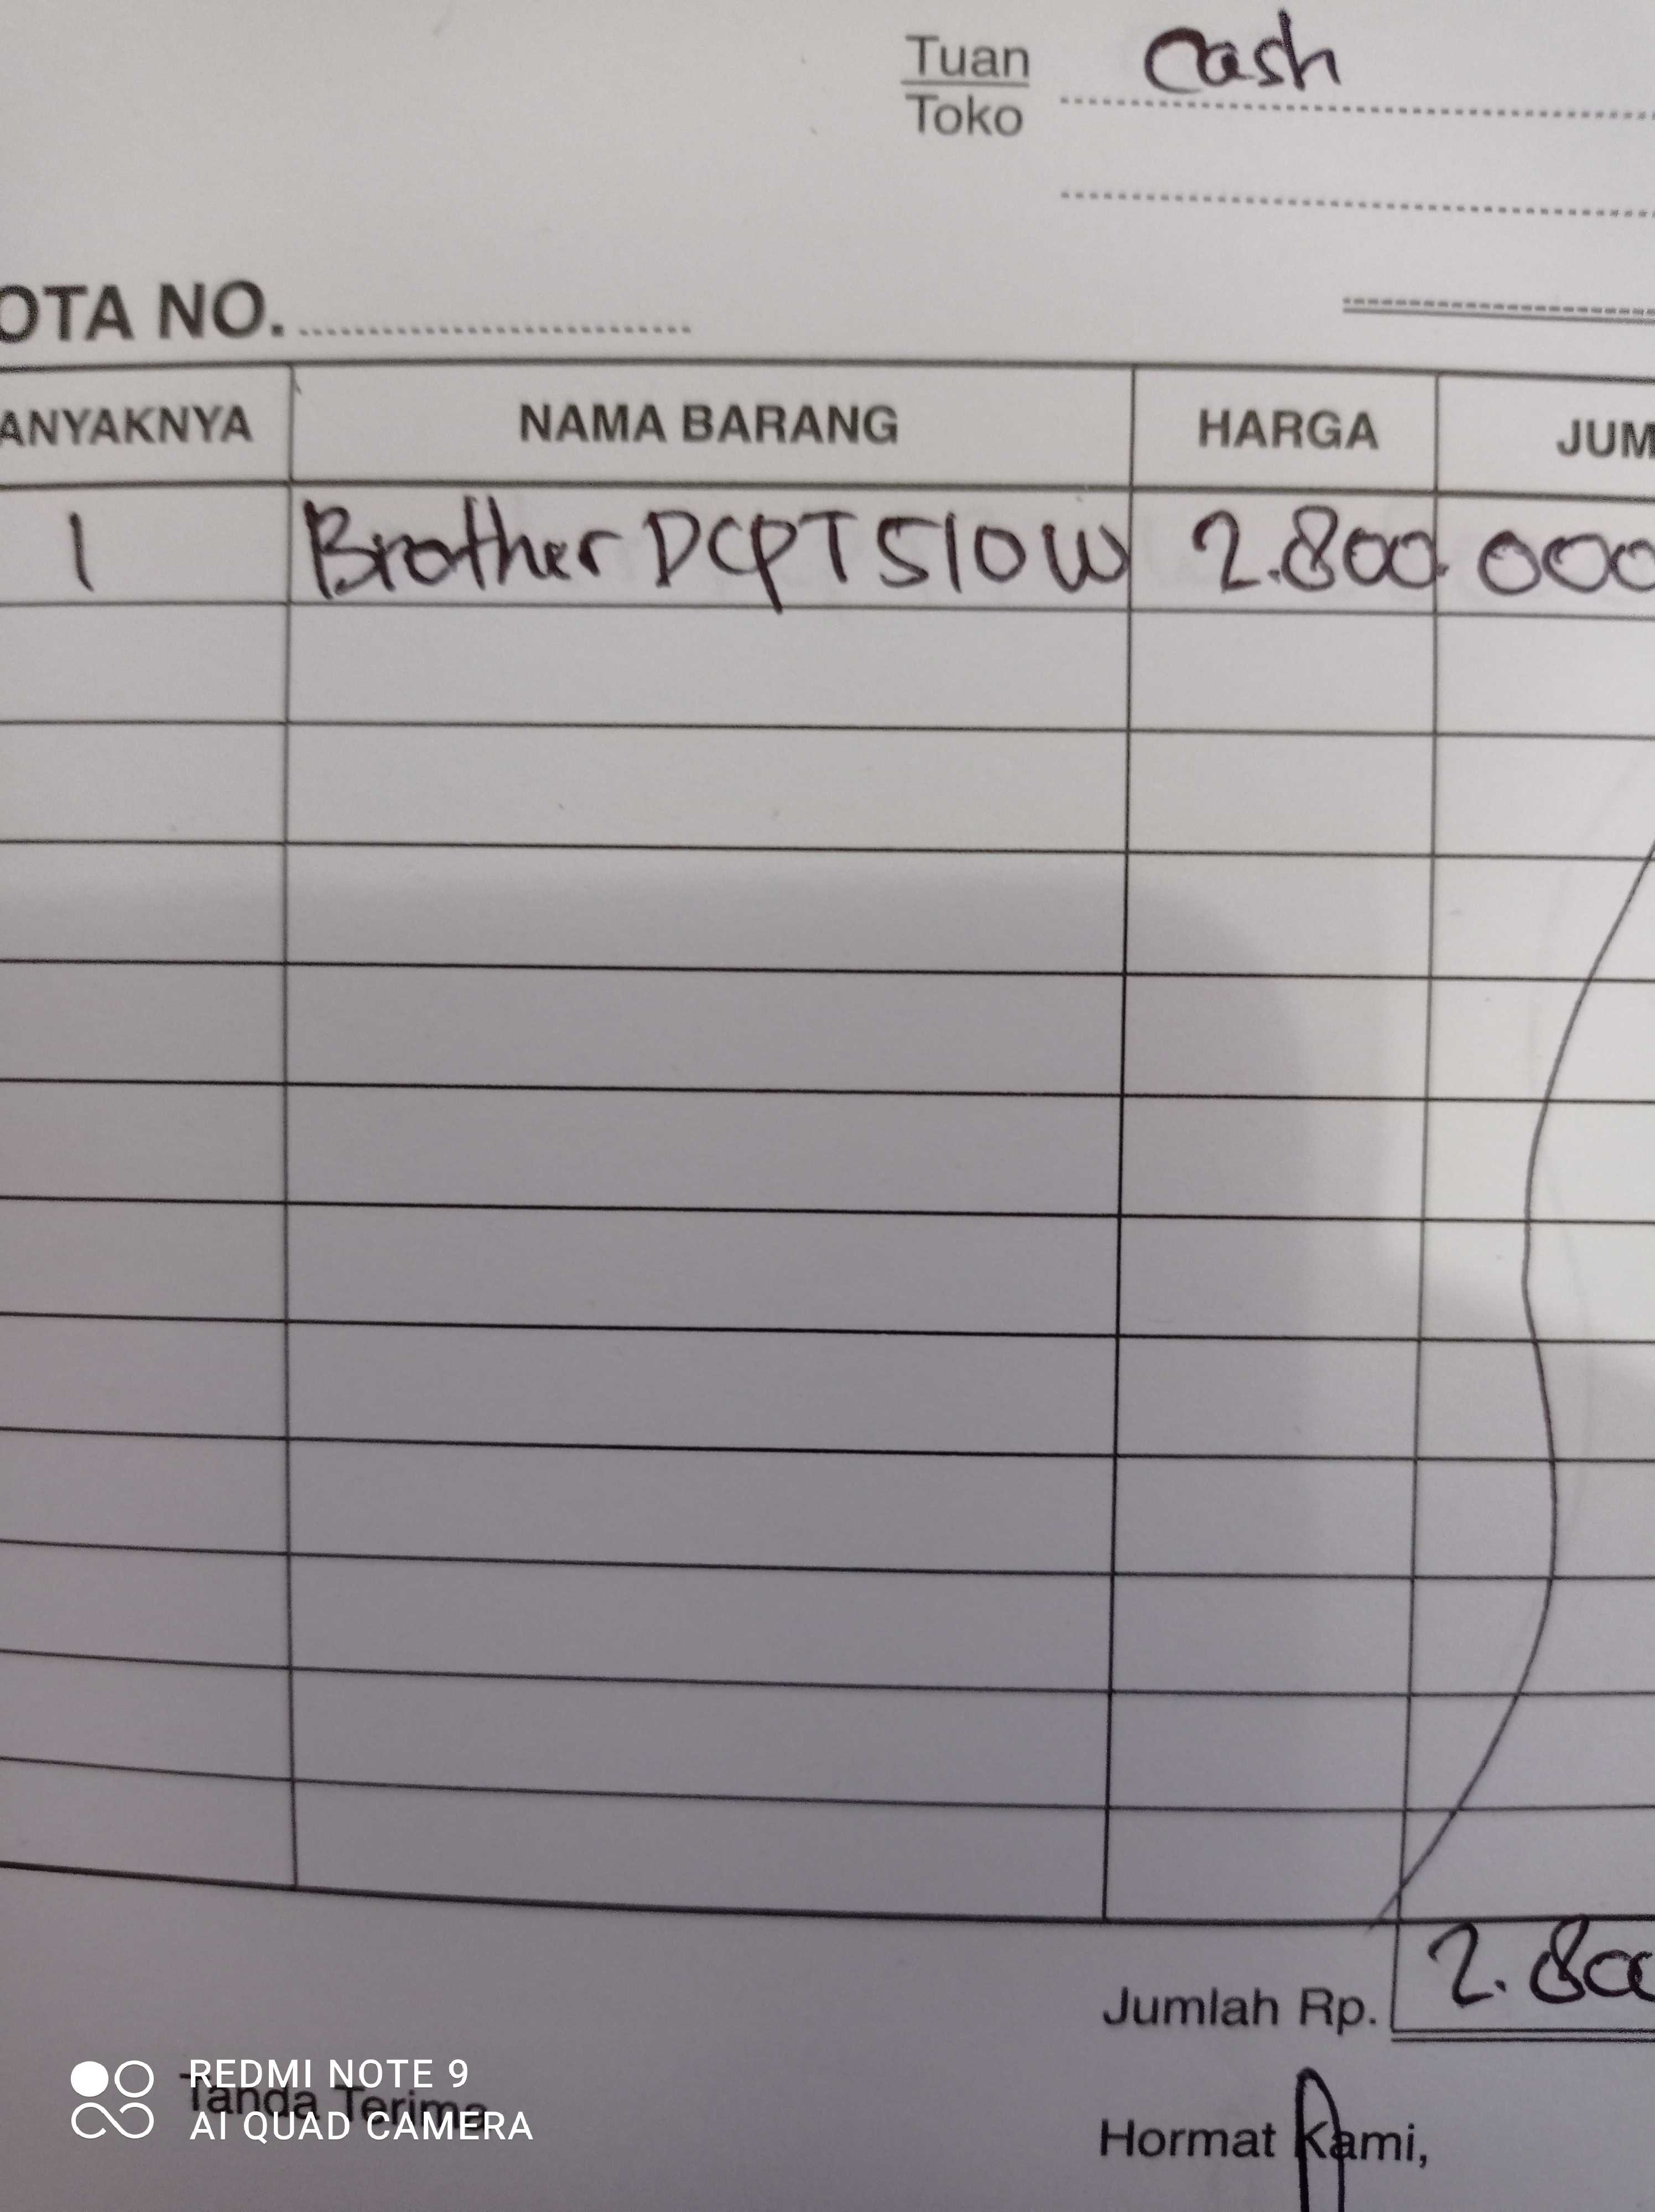 Tuan Cash
Toko
OTA NO.
ANYAKNYA NAMA BARANG HARGA JUM
1 Brother DCPT510W 2.800.000
Jumlah Rp. 2.800
Tanda Terima
Hormat Kami,
REDMI NOTE 9
AI QUAD CAMERA